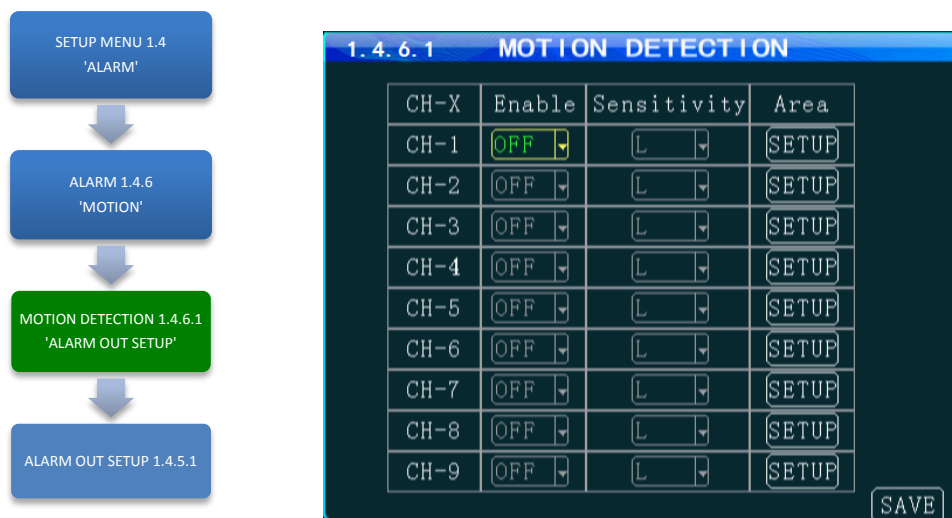 SETUP MENU 1.4
'ALARM'
ALARM 1.4.6
'MOTION'
MOTION DETECTION 1.4.6.1
'ALARM OUT SETUP'
ALARM OUT SETUP 1.4.5.1
1.4.6.1 MOTION DETECTION
CH-X Enable Sensitivity Area
CH-1 OFF L SETUP
CH-2 OFF L SETUP
CH-3 OFF L SETUP
CH-4 OFF L SETUP
CH-5 OFF L SETUP
CH-6 OFF L SETUP
CH-7 OFF L SETUP
CH-8 OFF L SETUP
CH-9 OFF L SETUP
SAVE